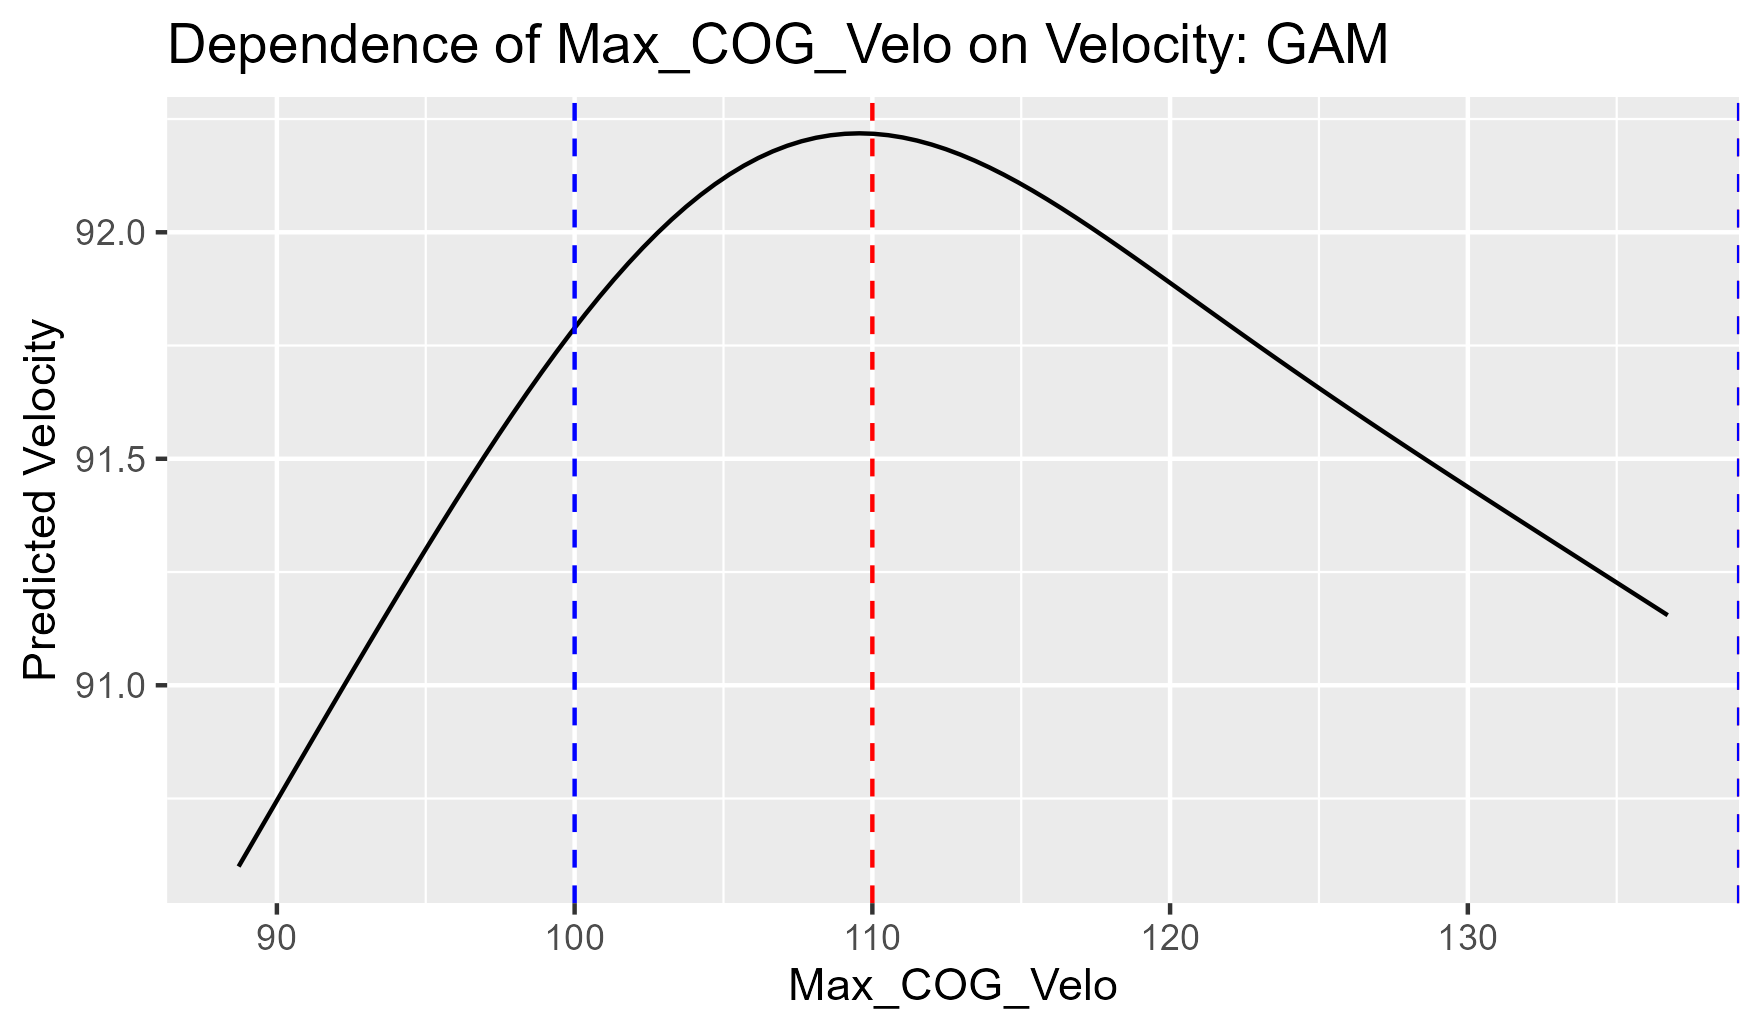 Dependence of Max_COG_Velo on Velocity: GAM
Predicted Velocity
92.0
91.5
91.0
90 100 110 120 130
Max_COG_Velo